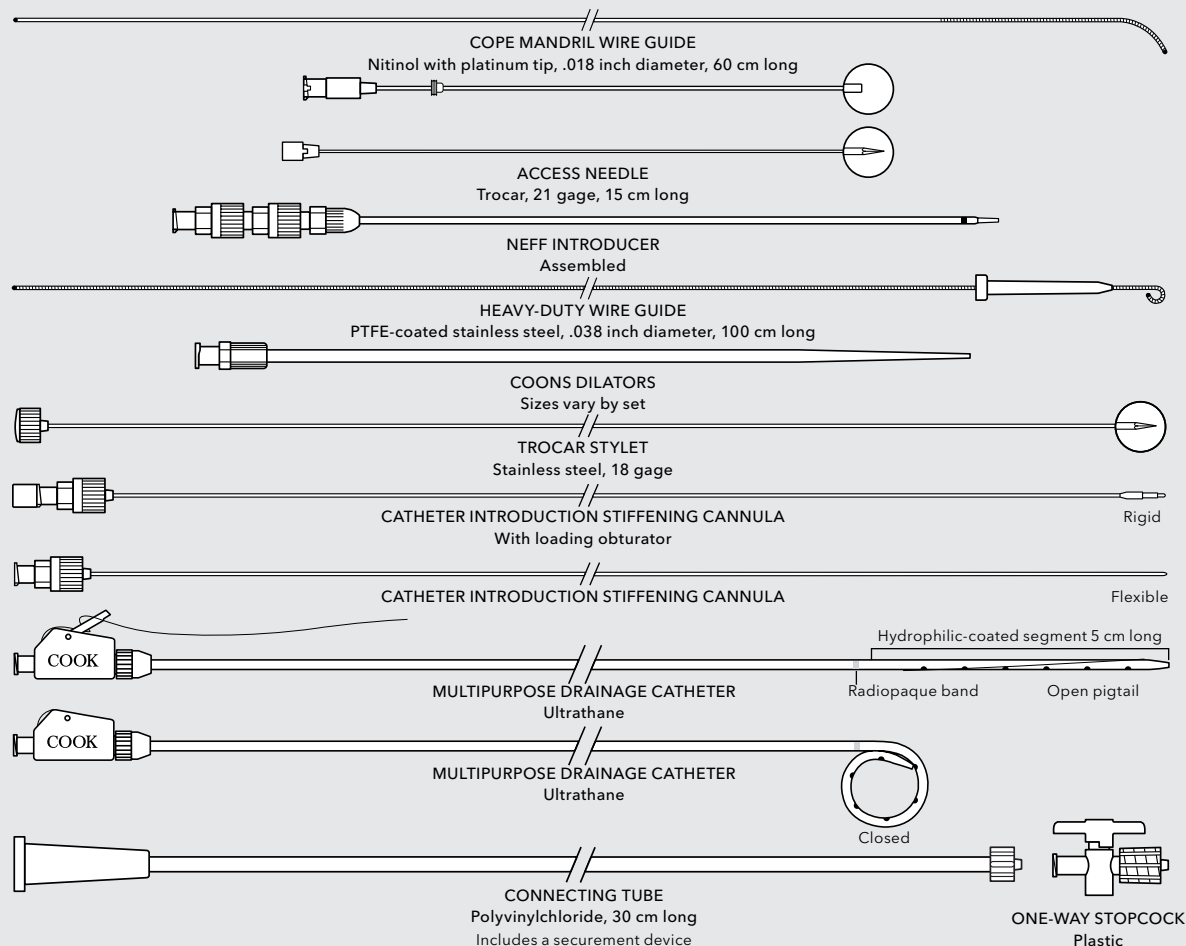 COPE MANDRIL WIRE GUIDE
Nitinol with platinum tip, .018 inch diameter, 60 cm long
ACCESS NEEDLE
Trocar, 21 gage, 15 cm long
NEFF INTRODUCER
Assembled
HEAVY-DUTY WIRE GUIDE
PTFE-coated stainless steel, .038 inch diameter, 100 cm long
COONS DILATORS
Sizes vary by set
TROCAR STYLET
Stainless steel, 18 gage
CATHETER INTRODUCTION STIFFENING CANNULA
With loading obturator
Rigid
CATHETER INTRODUCTION STIFFENING CANNULA
Flexible
Hydrophilic-coated segment 5 cm long
COOK
MULTIPURPOSE DRAINAGE CATHETER
Ultrathane
Radiopaque band
Open pigtail
COOK
MULTIPURPOSE DRAINAGE CATHETER
Ultrathane
Closed
CONNECTING TUBE
Polyvinylchloride, 30 cm long
Includes a securement device
ONE-WAY STOPCOCK
Plastic